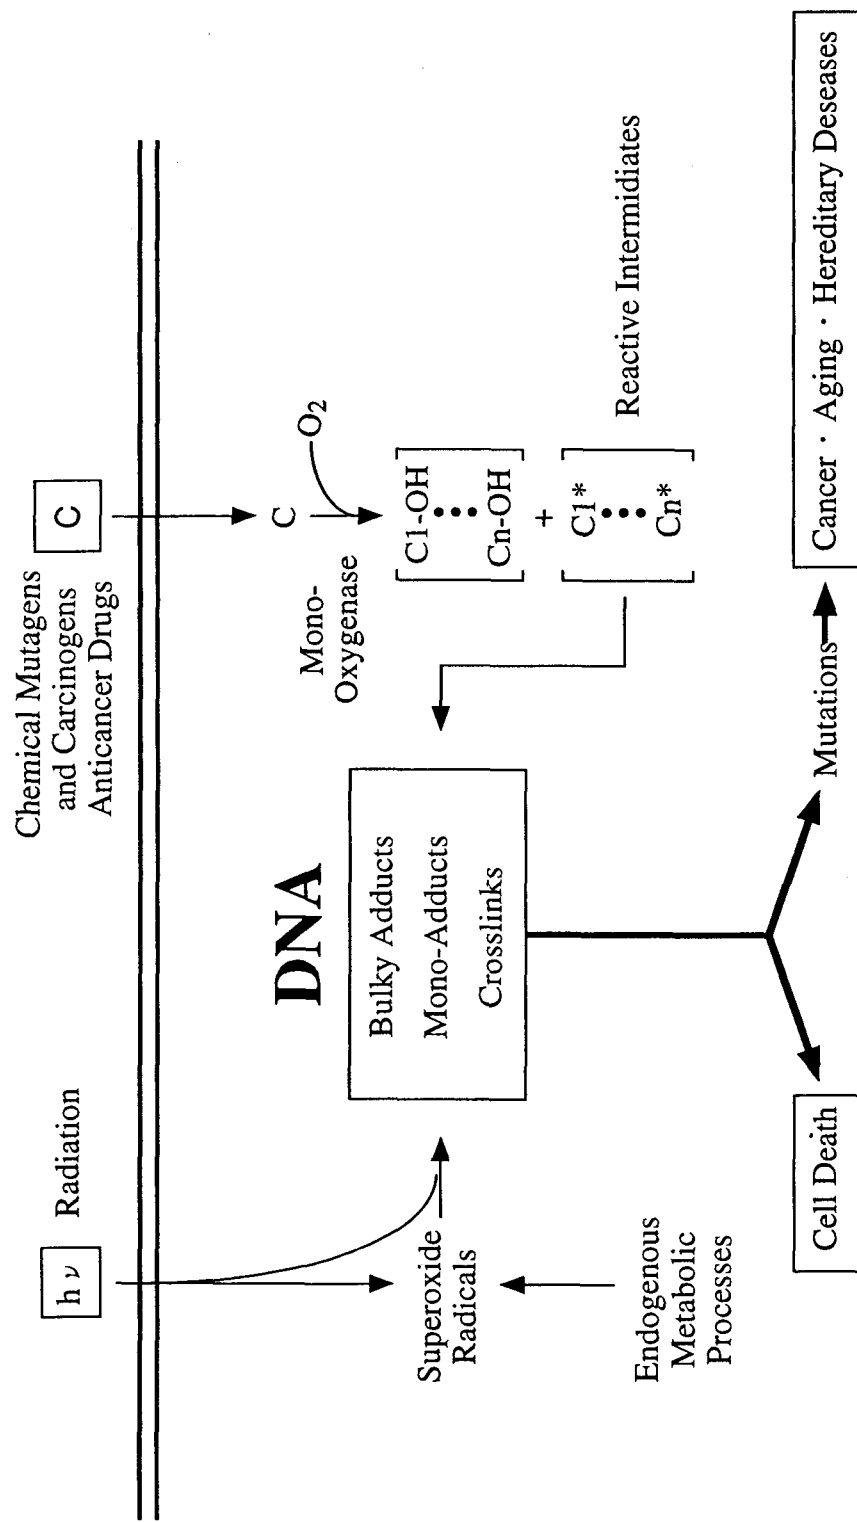 hν
Radiation
Chemical Mutagens
and Carcinogens
Anticancer Drugs
C
C
O2
Mono-
Oxygenase
C1-OH
Cn-OH
+
C1*
Cn*
Reactive Intermidiates
DNA
Bulky Adducts
Mono-Adducts
Crosslinks
Superoxide
Radicals
Endogenous
Metabolic
Processes
Cell Death
Mutations
Cancer · Aging · Hereditary Deseases